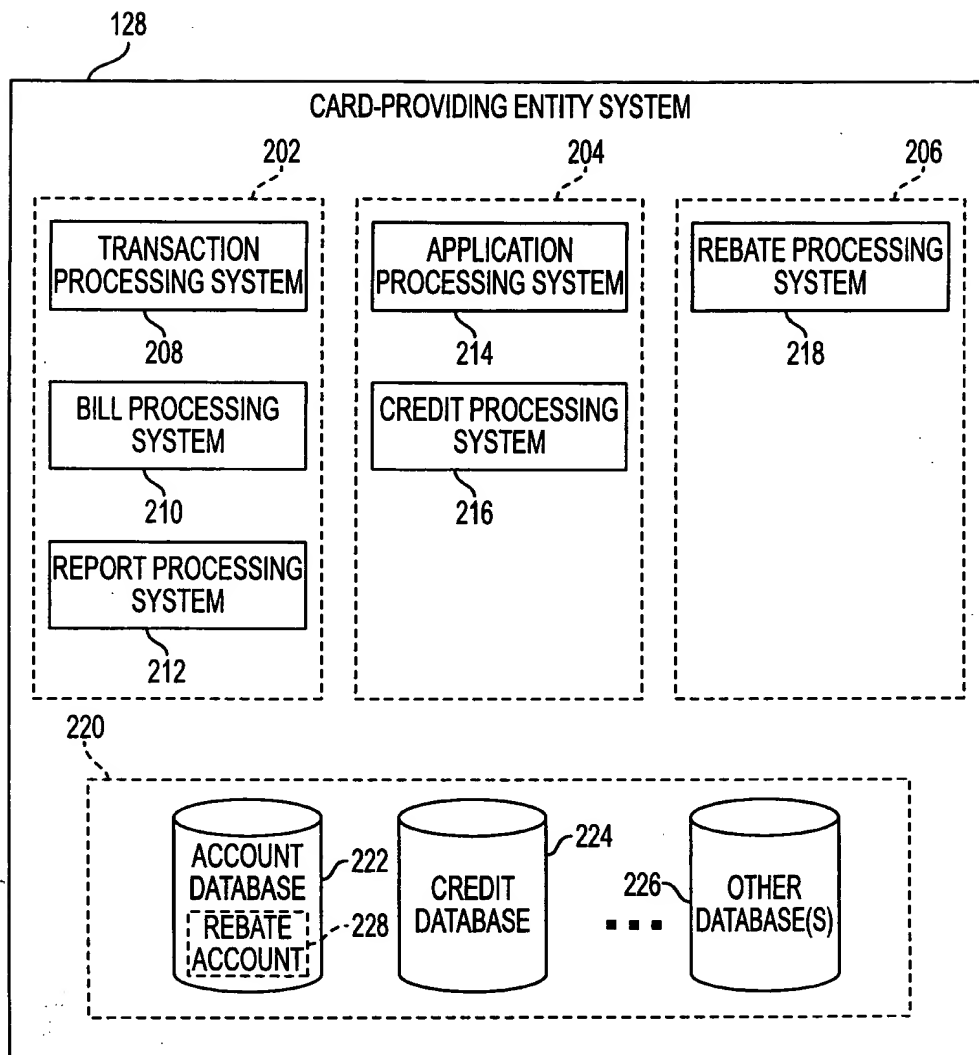 128
CARD-PROVIDING ENTITY SYSTEM
202
204
206
TRANSACTION
PROCESSING SYSTEM
208
APPLICATION
PROCESSING SYSTEM
214
REBATE PROCESSING
SYSTEM
218
BILL PROCESSING
SYSTEM
210
CREDIT PROCESSING
SYSTEM
216
REPORT PROCESSING
SYSTEM
212
220
ACCOUNT
DATABASE
222
REBATE
ACCOUNT
228
CREDIT
DATABASE
224
226
OTHER
DATABASE(S)